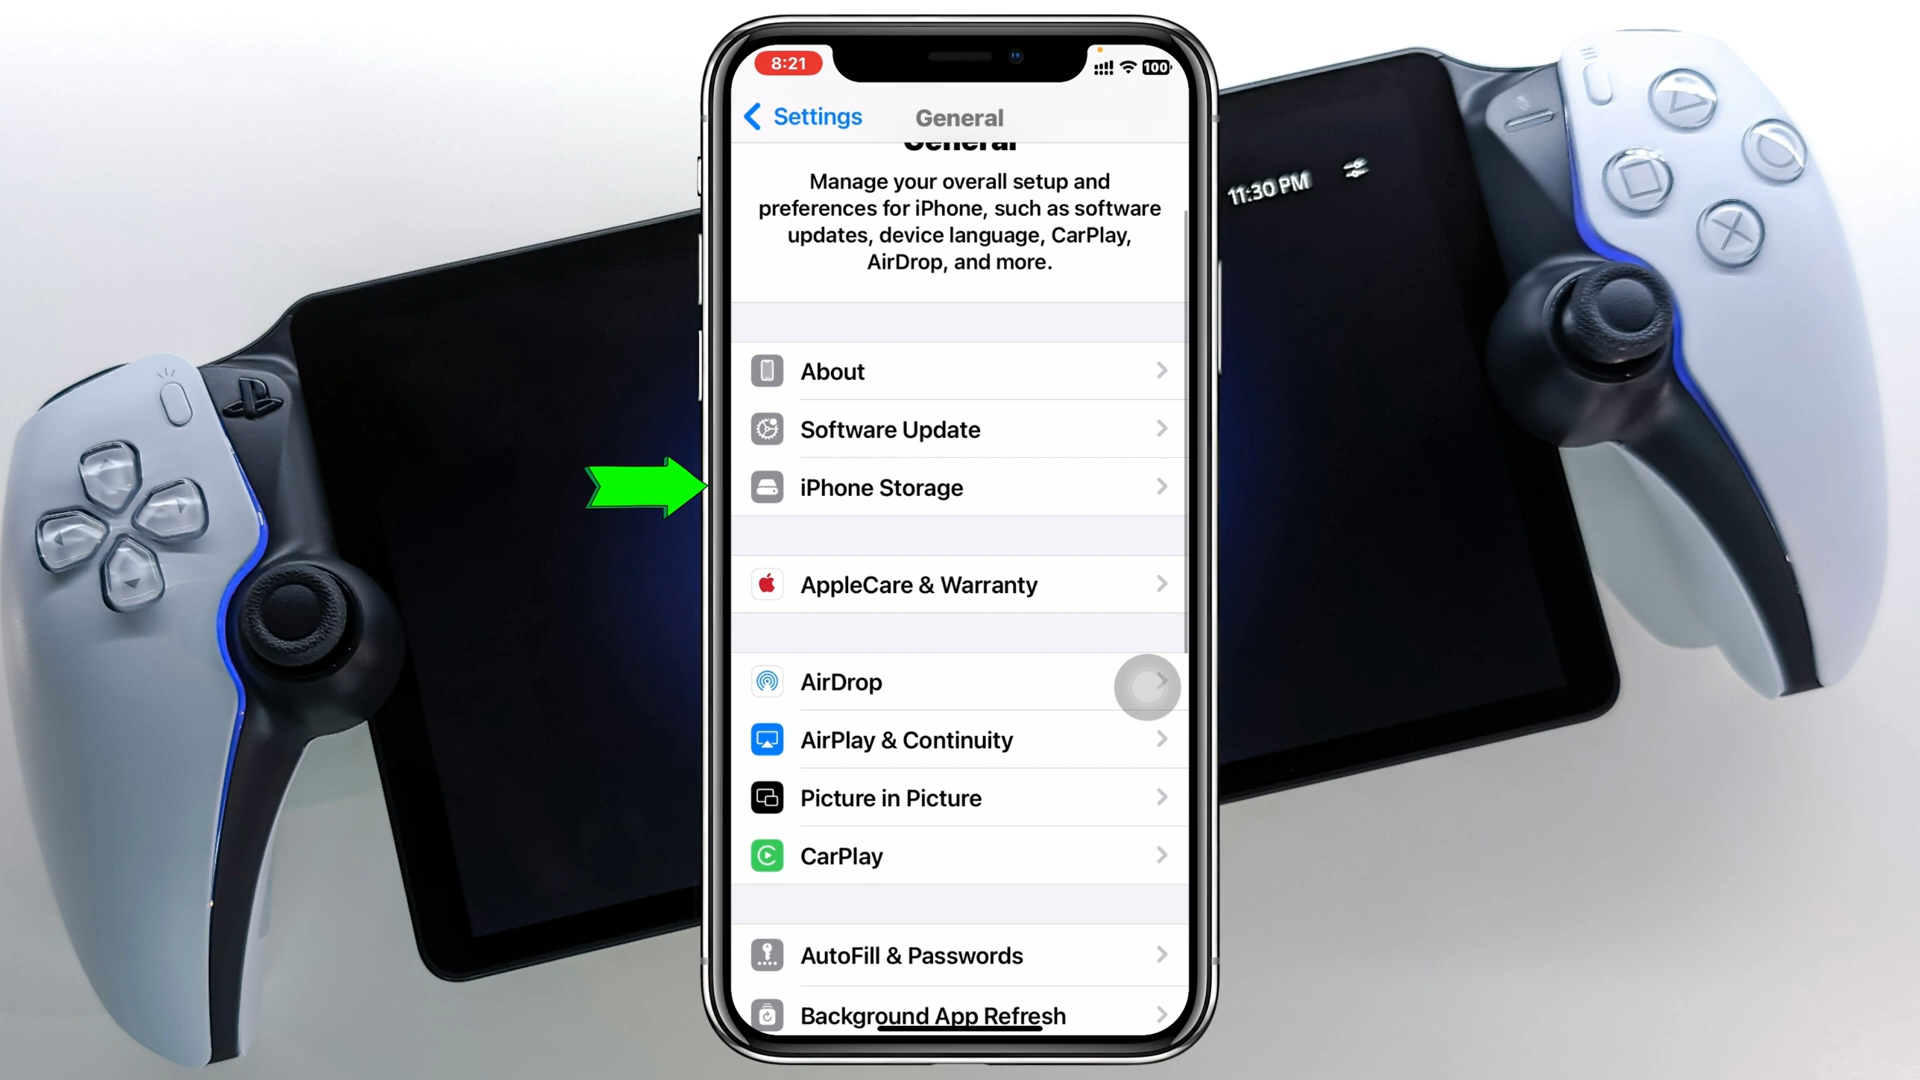 8:21
100
Settings
General
General
Manage your overall setup and
preferences for iPhone, such as software
updates, device language, CarPlay,
AirDrop, and more.
11:30 PM
About
Software Update
iPhone Storage
AppleCare & Warranty
AirDrop
AirPlay & Continuity
Picture in Picture
CarPlay
AutoFill & Passwords
Background App Refresh